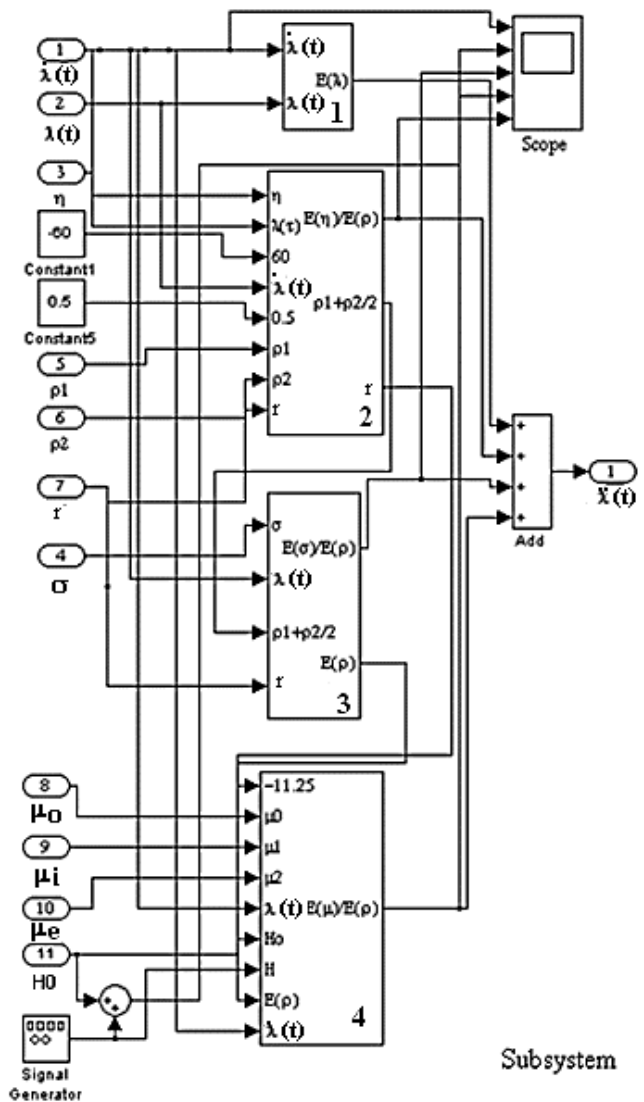 1
λ̇(t)
2
λ(t)
3
η
-60
Constant1
0.5
Constant5
5
ρ1
6
ρ2
7
r
4
σ
8
μo
9
μi
10
μe
11
H0
Signal
Generator
λ̇(t)
E(λ)
λ(t)
1
Scope
η
E(η)/E(ρ)
λ(τ)
60
λ̇(t)
ρ1+ρ2/2
0.5
ρ1
ρ2
r
r
2
σ
E(σ)/E(ρ)
λ(t)
ρ1+ρ2/2
E(ρ)
r
3
-11.25
μ0
μ1
μ2
λ(t)
E(μ)/E(ρ)
Ho
H
E(ρ)
λ̇(t)
4
+
+
+
+
Add
1
λ̈(t)
+
+
Subsystem